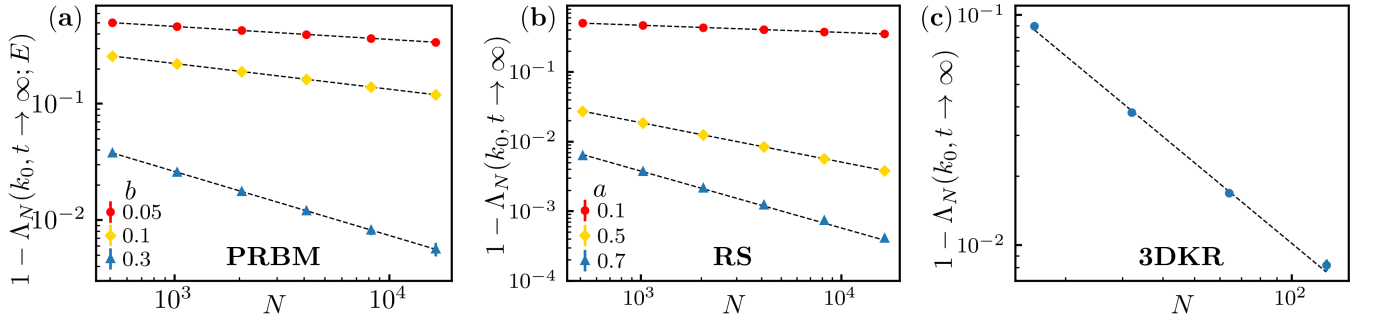 (a)
1 − Λ_N(k_0, t → ∞; E)
10^−1
10^−2
b
0.05
0.1
0.3
PRBM
10^3
N
10^4
(b)
1 − Λ_N(k_0, t → ∞)
10^−1
10^−2
10^−3
10^−4
a
0.1
0.5
0.7
RS
10^3
N
10^4
(c)
1 − Λ_N(k_0, t → ∞)
10^−1
10^−2
3DKR
N
10^2